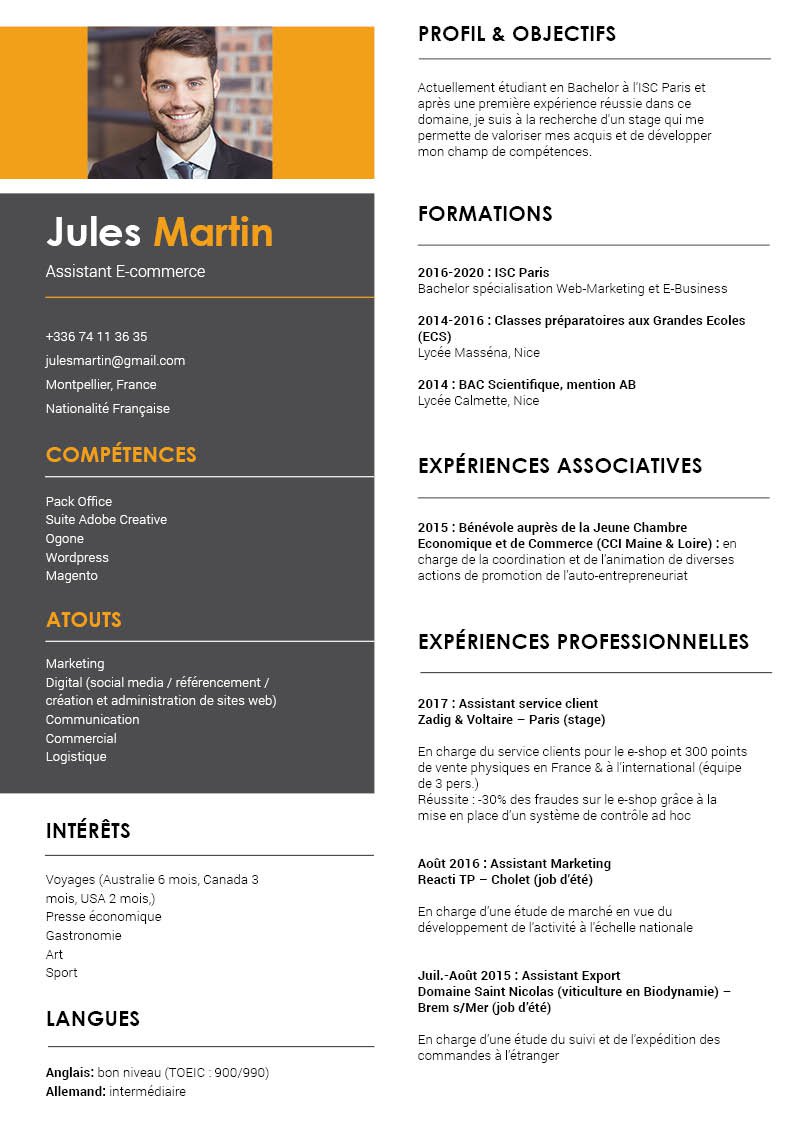 Jules Martin
Assistant E-commerce
+336 74 11 36 35
julesmartin@gmail.com
Montpellier, France
Nationalité Française
COMPÉTENCES
Pack Office
Suite Adobe Creative
Ogone
Wordpress
Magento
ATOUTS
Marketing
Digital (social media / référencement /
création et administration de sites web)
Communication
Commercial
Logistique
INTÉRÊTS
Voyages (Australie 6 mois, Canada 3
mois, USA 2 mois,)
Presse économique
Gastronomie
Art
Sport
LANGUES
Anglais: bon niveau (TOEIC : 900/990)
Allemand: intermédiaire
PROFIL & OBJECTIFS
Actuellement étudiant en Bachelor à l'ISC Paris et
après une première expérience réussie dans ce
domaine, je suis à la recherche d'un stage qui me
permette de valoriser mes acquis et de développer
mon champ de compétences.
FORMATIONS
2016-2020 : ISC Paris
Bachelor spécialisation Web-Marketing et E-Business
2014-2016 : Classes préparatoires aux Grandes Ecoles
(ECS)
Lycée Masséna, Nice
2014 : BAC Scientifique, mention AB
Lycée Calmette, Nice
EXPÉRIENCES ASSOCIATIVES
2015 : Bénévole auprès de la Jeune Chambre
Economique et de Commerce (CCI Maine & Loire) : en
charge de la coordination et de l'animation de diverses
actions de promotion de l'auto-entrepreneuriat
EXPÉRIENCES PROFESSIONNELLES
2017 : Assistant service client
Zadig & Voltaire – Paris (stage)
En charge du service clients pour le e-shop et 300 points
de vente physiques en France & à l'international (équipe
de 3 pers.)
Réussite : -30% des fraudes sur le e-shop grâce à la
mise en place d'un système de contrôle ad hoc
Août 2016 : Assistant Marketing
Reacti TP – Cholet (job d'été)
En charge d'une étude de marché en vue du
développement de l'activité à l'échelle nationale
Juil.-Août 2015 : Assistant Export
Domaine Saint Nicolas (viticulture en Biodynamie) –
Brem s/Mer (job d'été)
En charge d'une étude du suivi et de l'expédition des
commandes à l'étranger